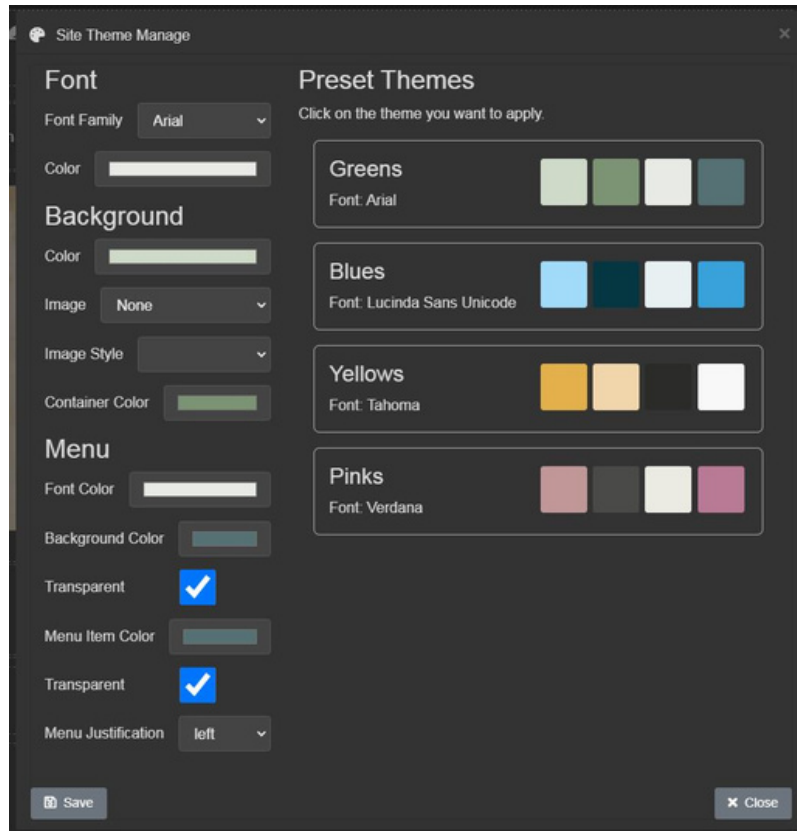 Site Theme Manage
Font
Font Family Arial
Color
Background
Color
Image None
Image Style
Container Color
Menu
Font Color
Background Color
Transparent
Menu Item Color
Transparent
Menu Justification left
Preset Themes
Click on the theme you want to apply.
Greens
Font: Arial
Blues
Font: Lucinda Sans Unicode
Yellows
Font: Tahoma
Pinks
Font: Verdana
Save
Close